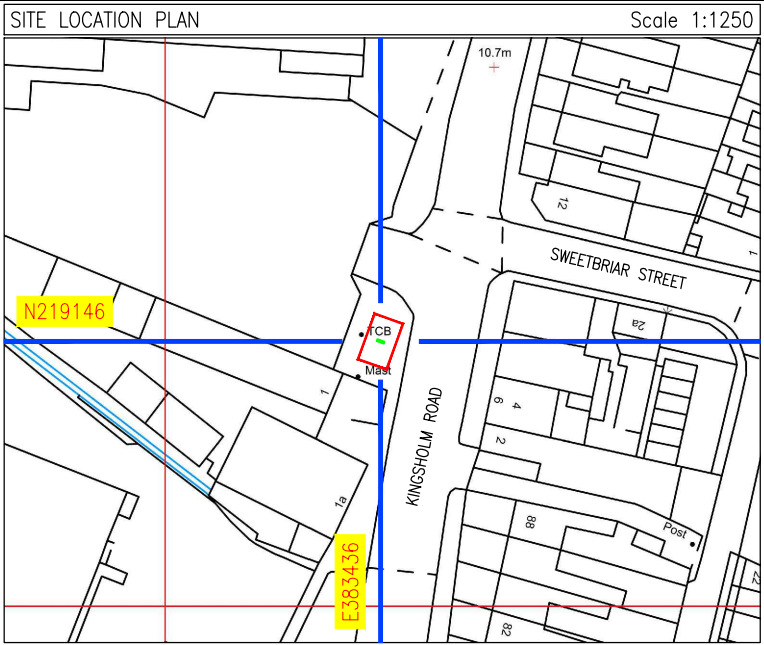 SITE LOCATION PLAN
Scale 1:1250
10.7m
12
1
SWEETBRIAR STREET
N219146
2a
TCB
Mast
1
KINGSHOLM ROAD
6
4
2
1a
88
Post
22
E383436
82